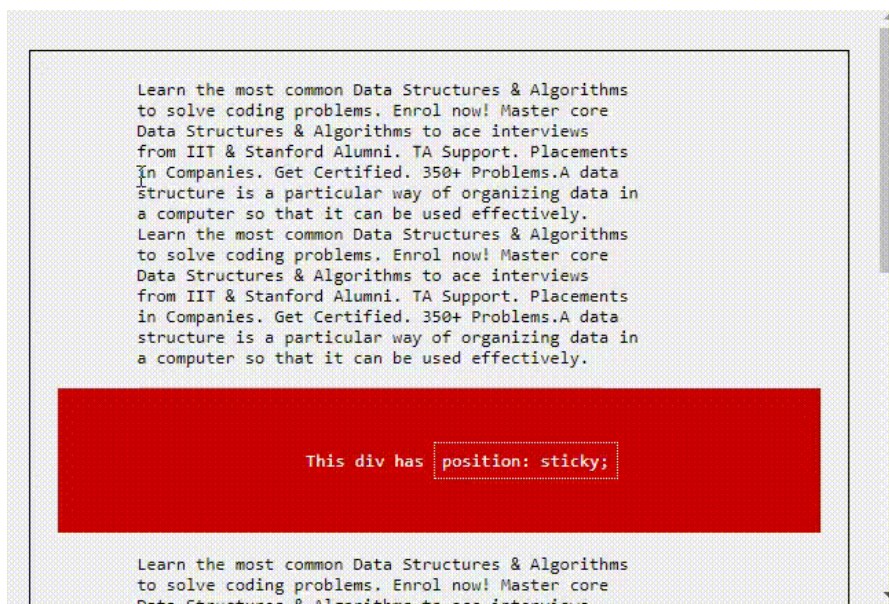 Learn the most common Data Structures & Algorithms
to solve coding problems. Enrol now! Master core
Data Structures & Algorithms to ace interviews
from IIT & Stanford Alumni. TA Support. Placements
in Companies. Get Certified. 350+ Problems.A data
structure is a particular way of organizing data in
a computer so that it can be used effectively.
Learn the most common Data Structures & Algorithms
to solve coding problems. Enrol now! Master core
Data Structures & Algorithms to ace interviews
from IIT & Stanford Alumni. TA Support. Placements
in Companies. Get Certified. 350+ Problems.A data
structure is a particular way of organizing data in
a computer so that it can be used effectively.
This div has position: sticky;
Learn the most common Data Structures & Algorithms
to solve coding problems. Enrol now! Master core
Data Structures & Algorithms to ace interviews